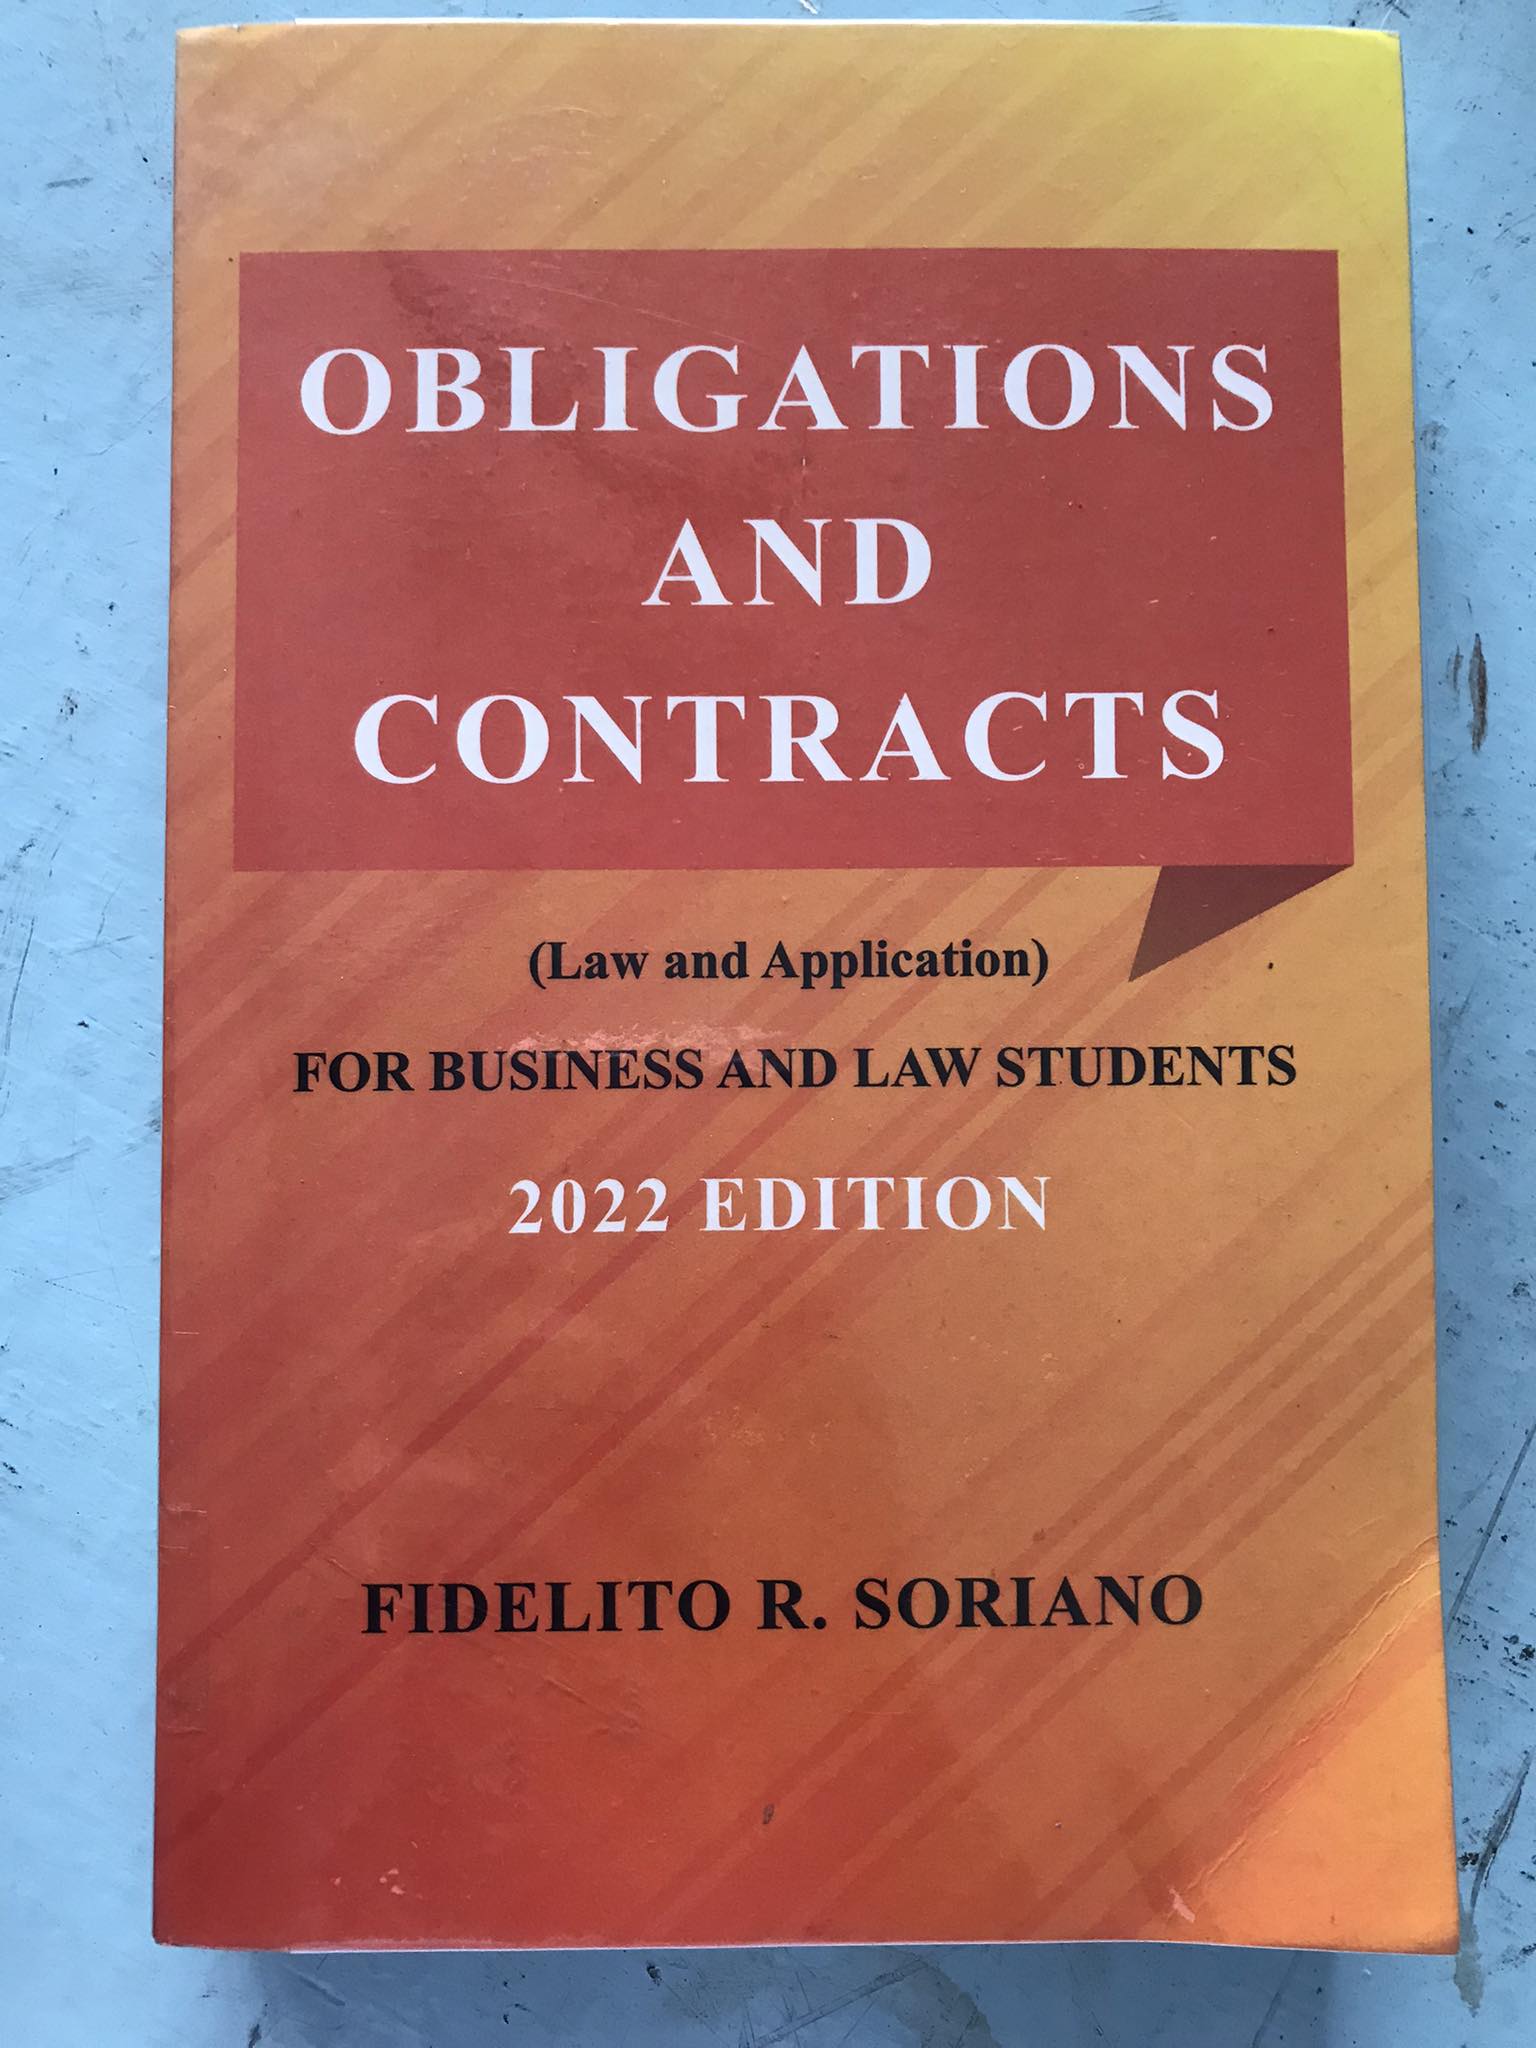 OBLIGATIONS
AND
CONTRACTS
(Law and Application)
FOR BUSINESS AND LAW STUDENTS
2022 EDITION
FIDELITO R. SORIANO